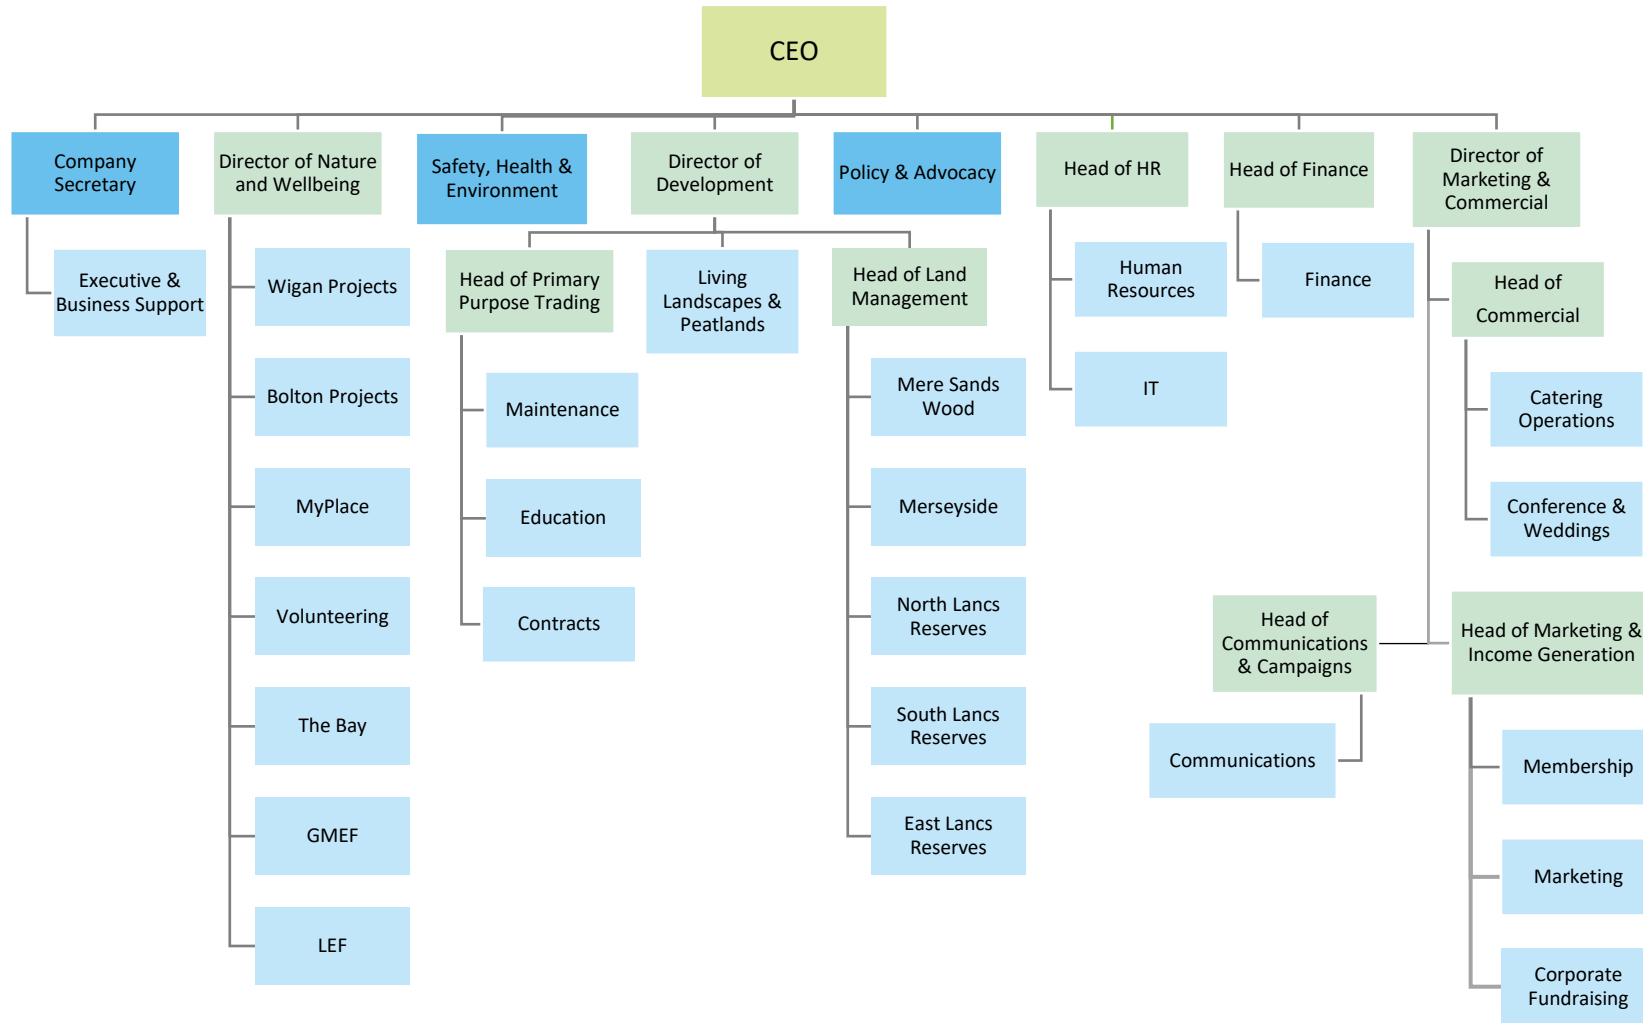 CEO
Company
Secretary
Director of Nature
and Wellbeing
Safety, Health &
Environment
Director of
Development
Policy & Advocacy
Head of HR
Head of Finance
Director of
Marketing &
Commercial
Executive &
Business Support
Wigan Projects
Bolton Projects
MyPlace
Volunteering
The Bay
GMEF
LEF
Head of Primary
Purpose Trading
Maintenance
Education
Contracts
Living
Landscapes &
Peatlands
Head of Land
Management
Mere Sands
Wood
Merseyside
North Lancs
Reserves
South Lancs
Reserves
East Lancs
Reserves
Human
Resources
IT
Finance
Head of
Commercial
Catering
Operations
Conference &
Weddings
Head of
Communications
& Campaigns
Communications
Head of Marketing &
Income Generation
Membership
Marketing
Corporate
Fundraising